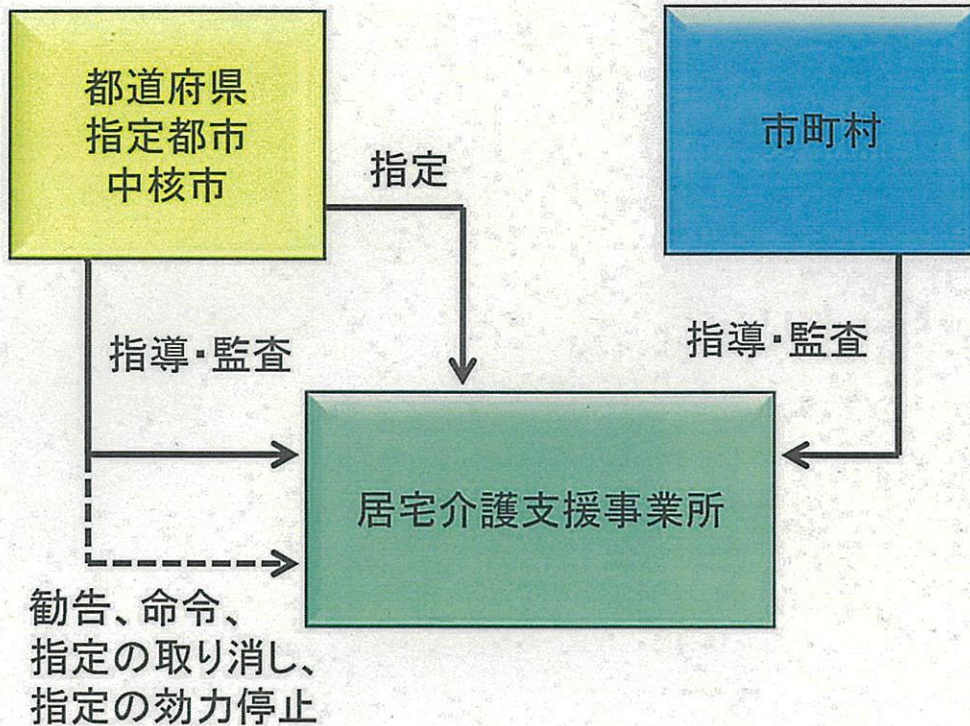 都道府県
指定都市
中核市
市町村
指定
指導・監査
指導・監査
居宅介護支援事業所
勧告、命令、
指定の取り消し、
指定の効力停止